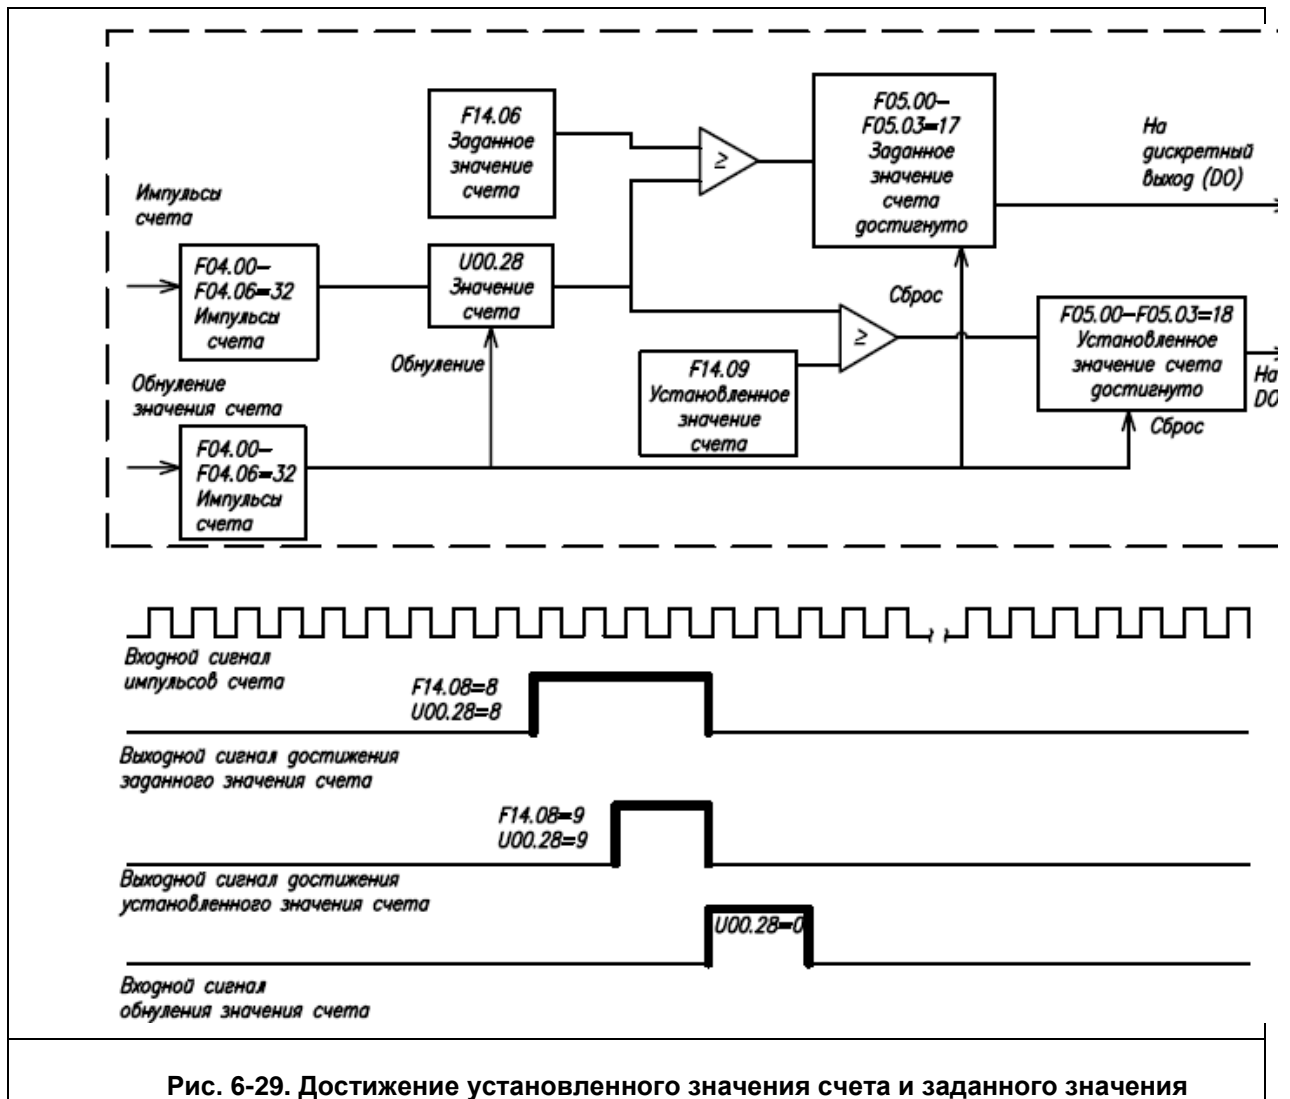 F14.06
Заданное
значение
счета
F05.00–
F05.03=17
Заданное
значение
счета
достигнуто
На
дискретный
выход (DO)
Импульсы
счета
F04.00–
F04.06=32
Импульсы
счета
U00.28
Значение
счета
≥
Сброс
Обнуление
≥
F14.09
Установленное
значение
счета
F05.00–F05.03=18
Установленное
значение счета
достигнуто
На
DO
Сброс
Обнуление
значения счета
F04.00–
F04.06=32
Импульсы
счета
Входной сигнал
импульсов счета
F14.08=8
U00.28=8
Выходной сигнал достижения
заданного значения счета
F14.08=9
U00.28=9
Выходной сигнал достижения
установленного значения счета
U00.28=0
Входной сигнал
обнуления значения счета
Рис. 6-29. Достижение установленного значения счета и заданного значения